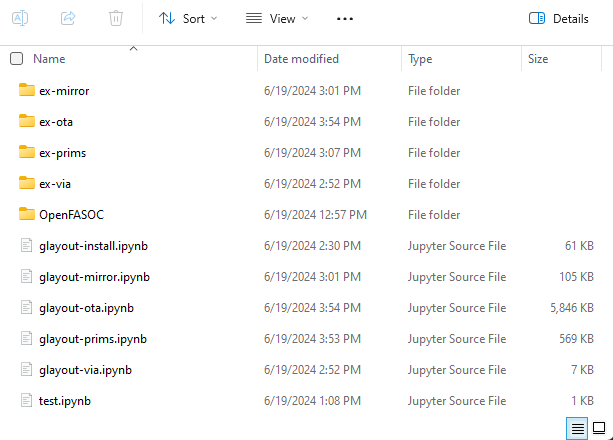 Sort View ... Details
Name Date modified Type Size
ex-mirror 6/19/2024 3:01 PM File folder
ex-ota 6/19/2024 3:54 PM File folder
ex-prims 6/19/2024 3:07 PM File folder
ex-via 6/19/2024 2:52 PM File folder
OpenFASOC 6/19/2024 12:57 PM File folder
glayout-install.ipynb 6/19/2024 2:30 PM Jupyter Source File 61 KB
glayout-mirror.ipynb 6/19/2024 3:01 PM Jupyter Source File 105 KB
glayout-ota.ipynb 6/19/2024 3:54 PM Jupyter Source File 5,846 KB
glayout-prims.ipynb 6/19/2024 3:53 PM Jupyter Source File 569 KB
glayout-via.ipynb 6/19/2024 2:52 PM Jupyter Source File 7 KB
test.ipynb 6/19/2024 1:08 PM Jupyter Source File 1 KB